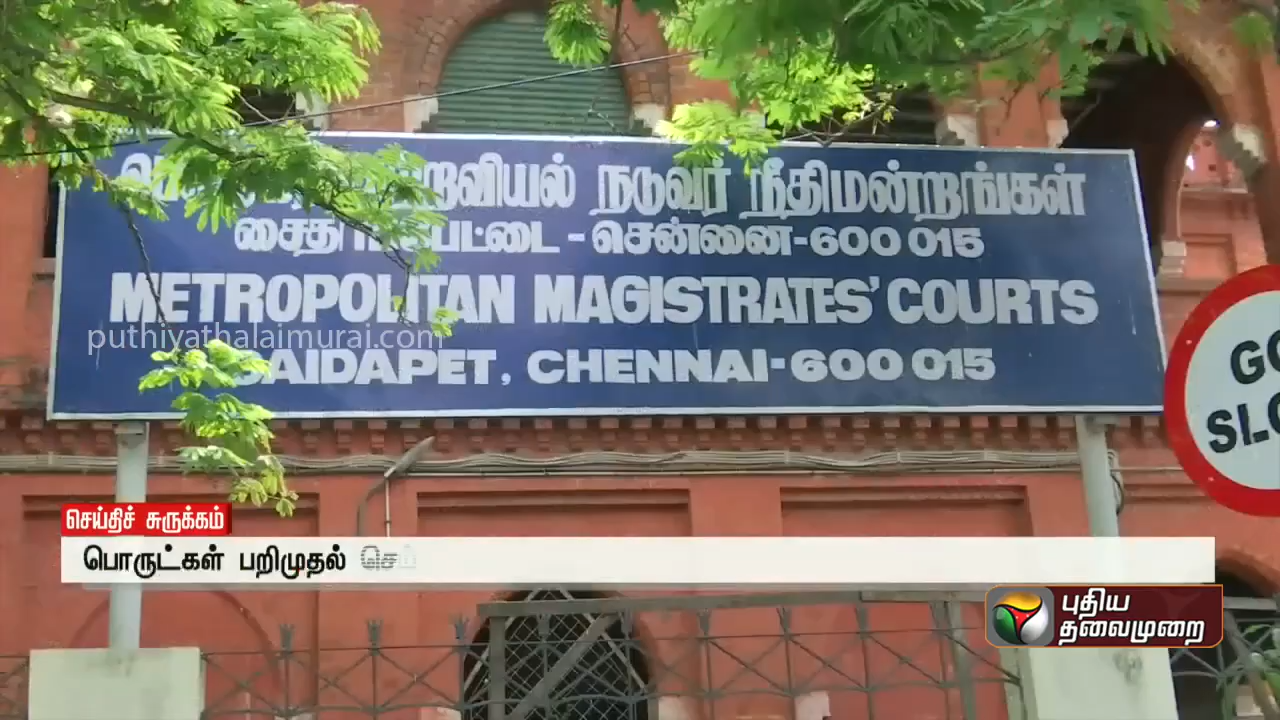 நடுவர் நீதிமன்றங்கள்
சென்னை-600 015
METROPOLITAN MAGISTRATES' COURTS
puthiyathalaimurai.com
SAIDAPET, CHENNAI-600 015
GO
செய்திச் சுருக்கம்
பொருட்கள் பறிமுதல்
புதிய
தலைமுறை